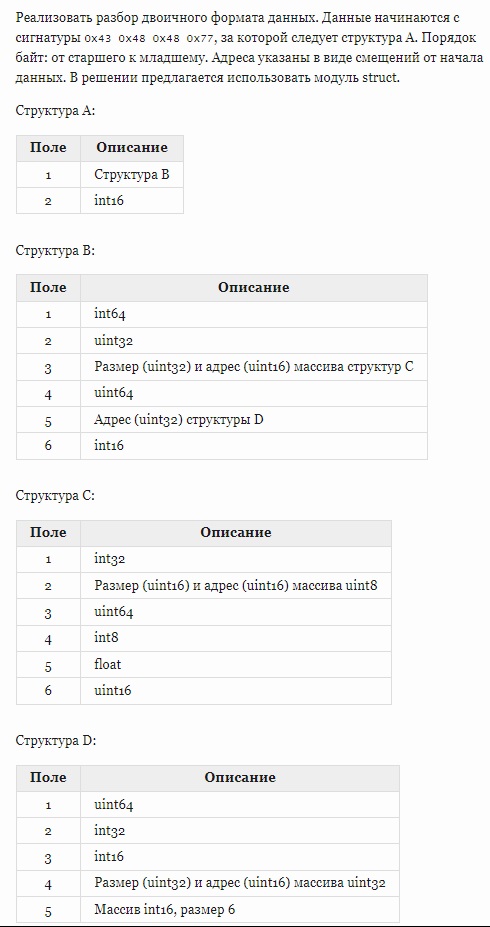 Реализовать разбор двоичного формата данных. Данные начинаются с
сигнатуры 0x43 0x48 0x48 0x77, за которой следует структура A. Порядок
байт: от старшего к младшему. Адреса указаны в виде смещений от начала
данных. В решении предлагается использовать модуль struct.
Структура A:
Поле Описание
1 Структура B
2 int16
Структура B:
Поле Описание
1 int64
2 uint32
3 Размер (uint32) и адрес (uint16) массива структур C
4 uint64
5 Адрес (uint32) структуры D
6 int16
Структура C:
Поле Описание
1 int32
2 Размер (uint16) и адрес (uint16) массива uint8
3 uint64
4 int8
5 float
6 uint16
Структура D:
Поле Описание
1 uint64
2 int32
3 int16
4 Размер (uint32) и адрес (uint16) массива uint32
5 Массив int16, размер 6